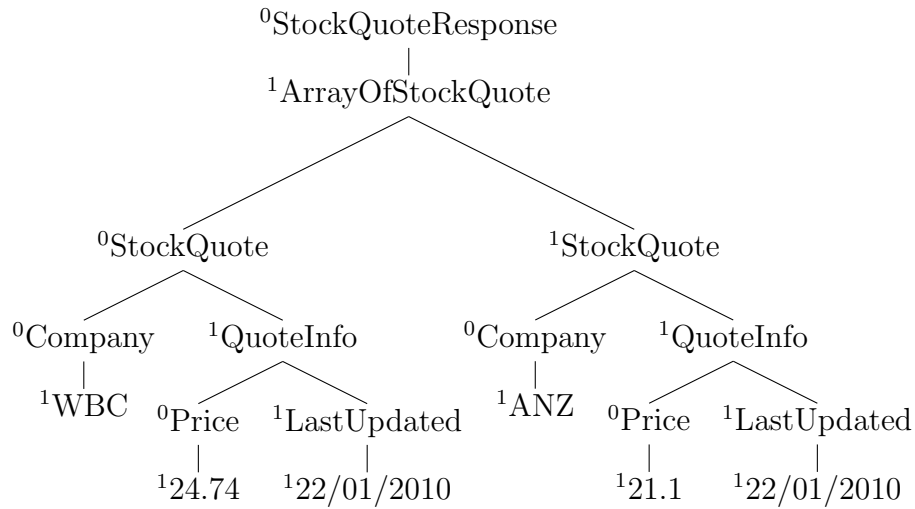 ⁰StockQuoteResponse
¹ArrayOfStockQuote
⁰StockQuote ¹StockQuote
⁰Company ¹QuoteInfo ⁰Company ¹QuoteInfo
¹WBC ⁰Price ¹LastUpdated ¹ANZ ⁰Price ¹LastUpdated
¹24.74 ¹22/01/2010 ¹21.1 ¹22/01/2010